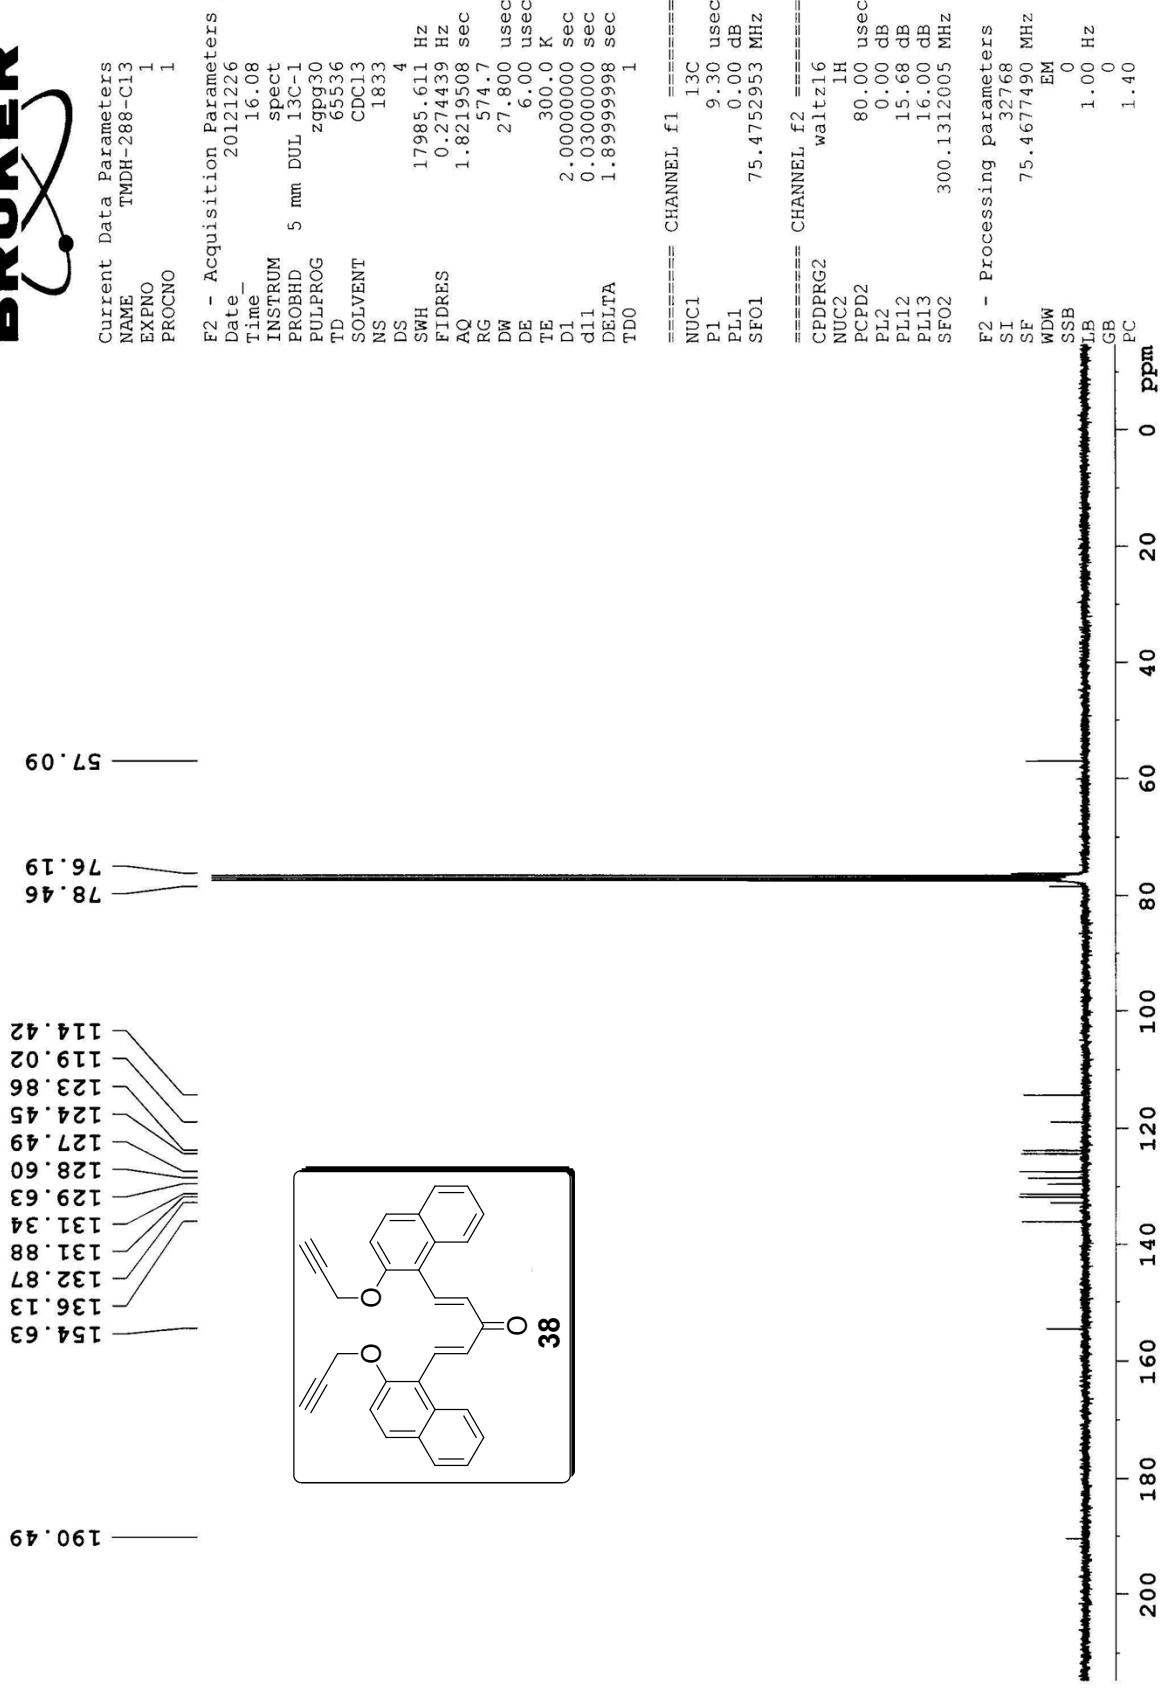 BRUKER
Current Data Parameters
NAME TMDH-288-C13
EXPNO 1
PROCNO 1
F2 - Acquisition Parameters
Date_ 20121226
Time 16.08
INSTRUM spect
PROBHD 5 mm DUL 13C-1
PULPROG zgpg30
TD 65536
SOLVENT CDCl3
NS 1833
DS 4
SWH 17985.611 Hz
FIDRES 0.274439 Hz
AQ 1.8219508 sec
RG 574.7
DW 27.800 usec
DE 6.00 usec
TE 300.0 K
D1 2.00000000 sec
d11 0.03000000 sec
DELTA 1.89999998 sec
TD0 1
======== CHANNEL f1 ========
NUC1 13C
P1 9.30 usec
PL1 0.00 dB
SFO1 75.4752953 MHz
======== CHANNEL f2 ========
CPDPRG2 waltz16
NUC2 1H
PCPD2 80.00 usec
PL2 0.00 dB
PL12 15.68 dB
PL13 16.00 dB
SFO2 300.1312005 MHz
F2 - Processing parameters
SI 32768
SF 75.4677490 MHz
WDW EM
SSB 0
LB 1.00 Hz
GB 0
PC 1.40
190.49
154.63
136.13
132.87
131.88
131.34
129.63
128.60
127.49
124.45
123.86
119.02
114.42
78.46
76.19
57.09
O O
O
38
200 180 160 140 120 100 80 60 40 20 0 ppm